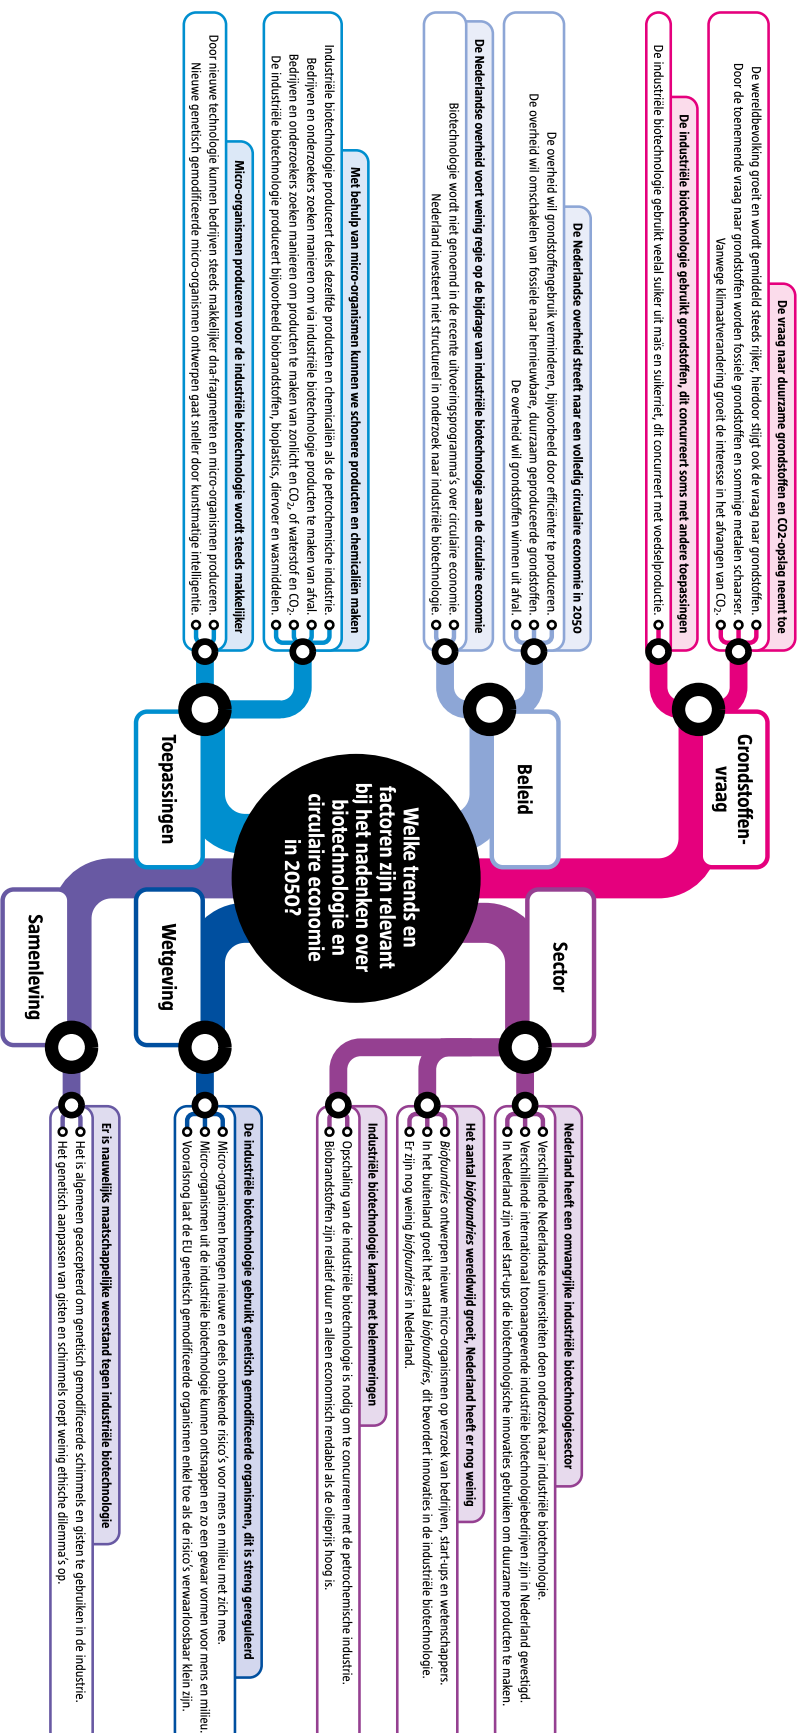 Welke trends en
factoren zijn relevant
bij het nadenken over
biotechnologie en
circulaire economie
in 2050?
Grondstoffen-
vraag
De vraag naar duurzame grondstoffen en CO2-opslag neemt toe
De wereldbevolking groeit en wordt gemiddeld steeds rijker, hierdoor stijgt ook de vraag naar grondstoffen.
Door de toenemende vraag naar grondstoffen worden fossiele grondstoffen en sommige metalen schaarser.
Vanwege klimaatverandering groeit de interesse in het afvangen van CO₂.
De industriële biotechnologie gebruikt grondstoffen, dit concurreert soms met andere toepassingen
De industriële biotechnologie gebruikt veelal suiker uit maïs en suikerriet, dit concurreert met voedselproductie.
Beleid
De Nederlandse overheid streeft naar een volledig circulaire economie in 2050
De overheid wil grondstoffengebruik verminderen, bijvoorbeeld door efficiënter te produceren.
De overheid wil omschakelen van fossiele naar hernieuwbare, duurzaam geproduceerde grondstoffen.
De overheid wil grondstoffen winnen uit afval.
De Nederlandse overheid voert weinig regie op de bijdrage van industriële biotechnologie aan de circulaire economie
Biotechnologie wordt niet genoemd in de recente uitvoeringsprogramma's over circulaire economie.
Nederland investeert niet structureel in onderzoek naar industriële biotechnologie.
Toepassingen
Met behulp van micro-organismen kunnen we schonere producten en chemicaliën maken
Industriële biotechnologie produceert deels dezelfde producten en chemicaliën als de petrochemische industrie.
Bedrijven en onderzoekers zoeken manieren om via industriële biotechnologie producten te maken van afval.
Bedrijven en onderzoekers zoeken manieren om producten te maken van zonlicht en CO₂, of waterstof en CO₂.
De industriële biotechnologie produceert bijvoorbeeld biobrandstoffen, bioplastics, diervoer en wasmiddelen.
Micro-organismen produceren voor de industriële biotechnologie wordt steeds makkelijker
Door nieuwe technologie kunnen bedrijven steeds makkelijker dna-fragmenten en micro-organismen produceren.
Nieuwe genetisch gemodificeerde micro-organismen ontwerpen gaat sneller door kunstmatige intelligentie.
Sector
Nederland heeft een omvangrijke industriële biotechnologiesector
Verschillende Nederlandse universiteiten doen onderzoek naar industriële biotechnologie.
Verschillende internationaal toonaangevende industriële biotechnologiebedrijven zijn in Nederland gevestigd.
In Nederland zijn veel start-ups die biotechnologische innovaties gebruiken om duurzame producten te maken.
Het aantal biofoundries wereldwijd groeit, Nederland heeft er nog weinig
Biofoundries ontwerpen nieuwe micro-organismen op verzoek van bedrijven, start-ups en wetenschappers.
In het buitenland groeit het aantal biofoundries, dit bevordert innovaties in de industriële biotechnologie.
Er zijn nog weinig biofoundries in Nederland.
Industriële biotechnologie kampt met belemmeringen
Opschaling van de industriële biotechnologie is nodig om te concurreren met de petrochemische industrie.
Biobrandstoffen zijn relatief duur en alleen economisch rendabel als de olieprijs hoog is.
Wetgeving
De industriële biotechnologie gebruikt genetisch gemodificeerde organismen, dit is streng gereguleerd
Micro-organismen brengen nieuwe en deels onbekende risico's voor mens en milieu met zich mee.
Micro-organismen uit de industriële biotechnologie kunnen ontsnappen en zo een gevaar vormen voor mens en milieu.
Vooralsnog laat de EU genetisch gemodificeerde organismen enkel toe als de risico's verwaarloosbaar klein zijn.
Samenleving
Er is nauwelijks maatschappelijke weerstand tegen industriële biotechnologie
Het is algemeen geaccepteerd om genetisch gemodificeerde schimmels en gisten te gebruiken in de industrie.
Het genetisch aanpassen van gisten en schimmels roept weinig ethische dilemma's op.